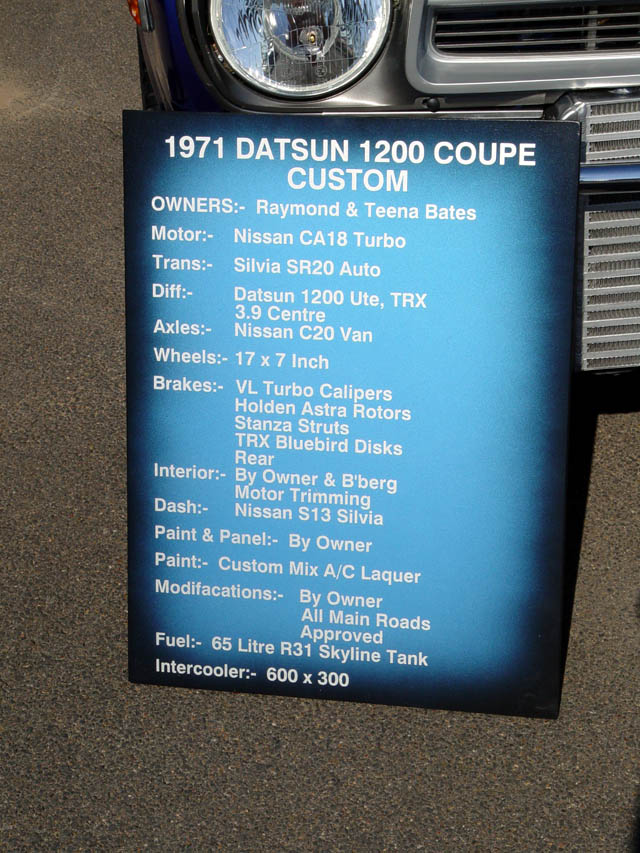 1971 DATSUN 1200 COUPE
CUSTOM
OWNERS:- Raymond & Teena Bates
Motor:- Nissan CA18 Turbo
Trans:- Silvia SR20 Auto
Diff:- Datsun 1200 Ute, TRX
3.9 Centre
Axles:- Nissan C20 Van
Wheels:- 17 x 7 Inch
Brakes:- VL Turbo Calipers
Holden Astra Rotors
Stanza Struts
TRX Bluebird Disks
Rear
Interior:- By Owner & B'berg
Motor Trimming
Dash:- Nissan S13 Silvia
Paint & Panel:- By Owner
Paint:- Custom Mix A/C Laquer
Modifacations:- By Owner
All Main Roads
Approved
Fuel:- 65 Litre R31 Skyline Tank
Intercooler:- 600 x 300